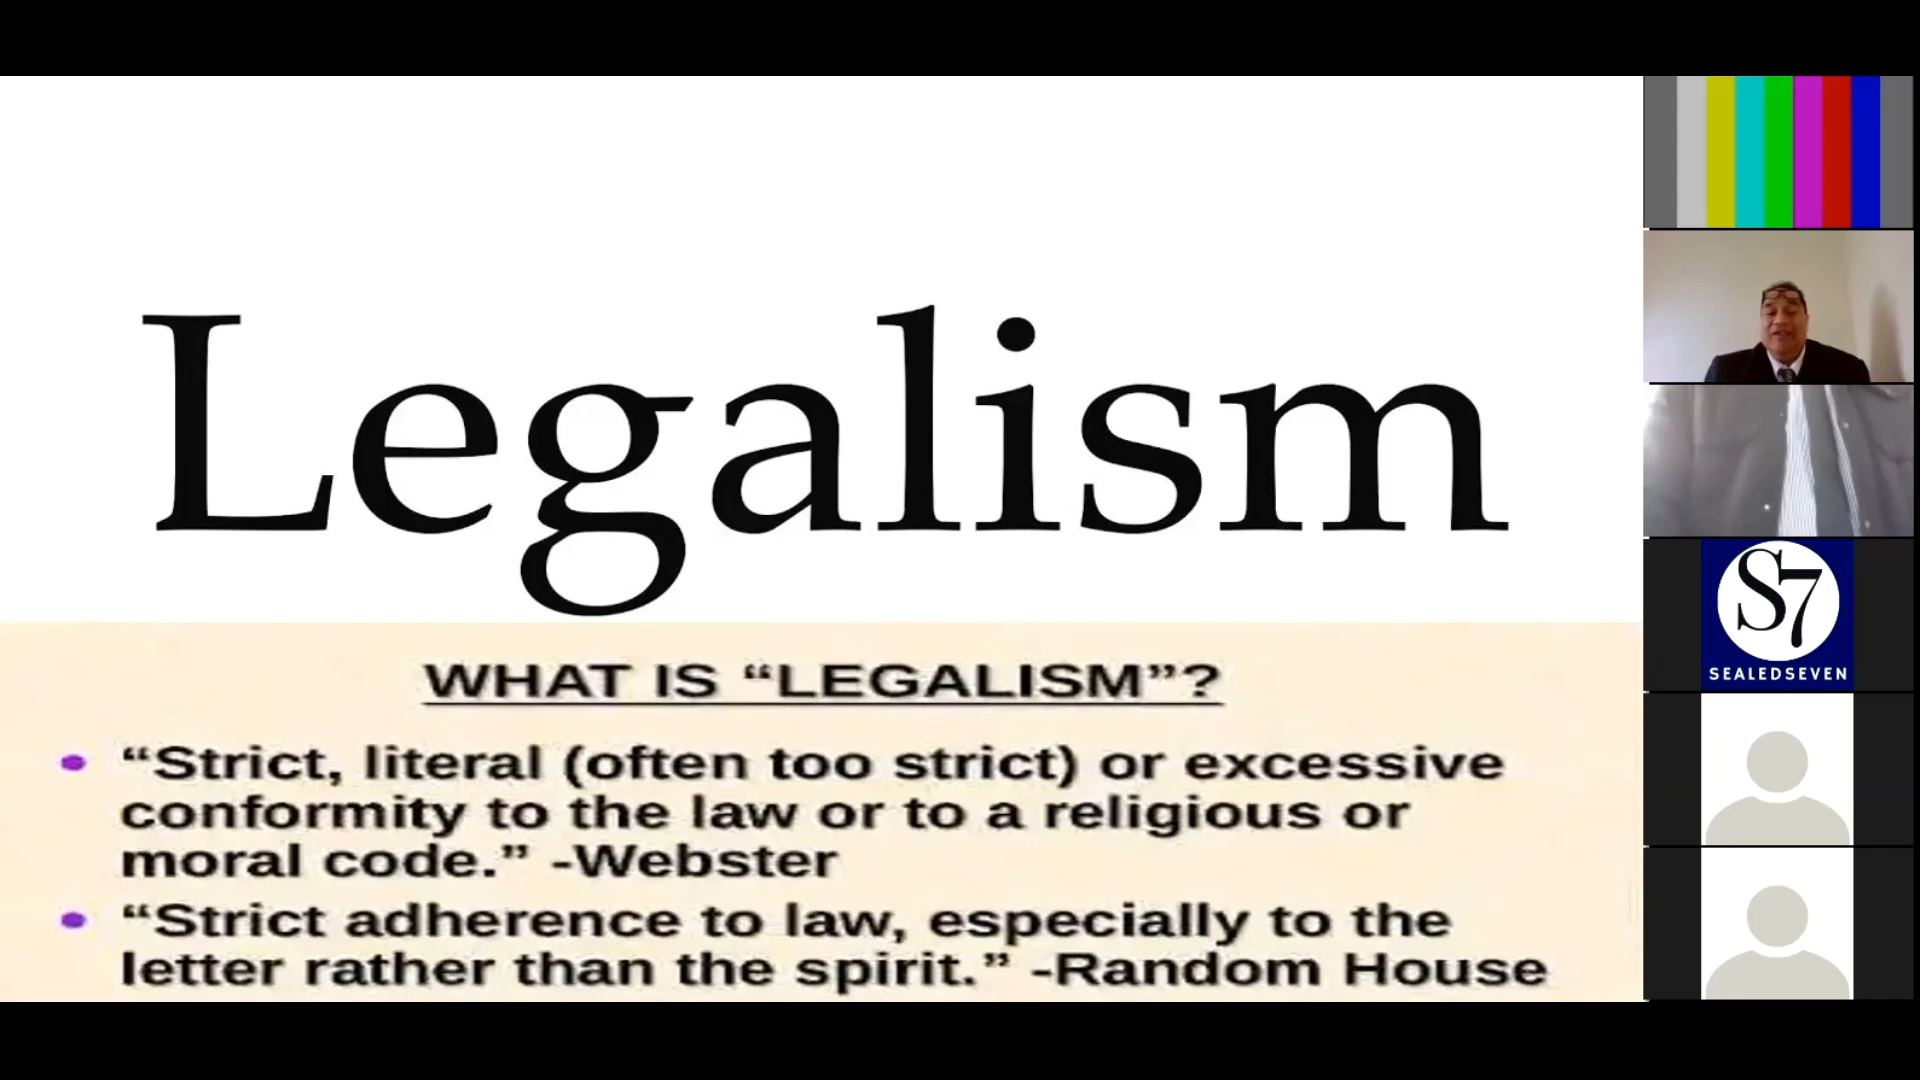 Legalism
WHAT IS “LEGALISM”?
• “Strict, literal (often too strict) or excessive
conformity to the law or to a religious or
moral code.” -Webster
• “Strict adherence to law, especially to the
letter rather than the spirit.” -Random House
S7
SEALEDSEVEN